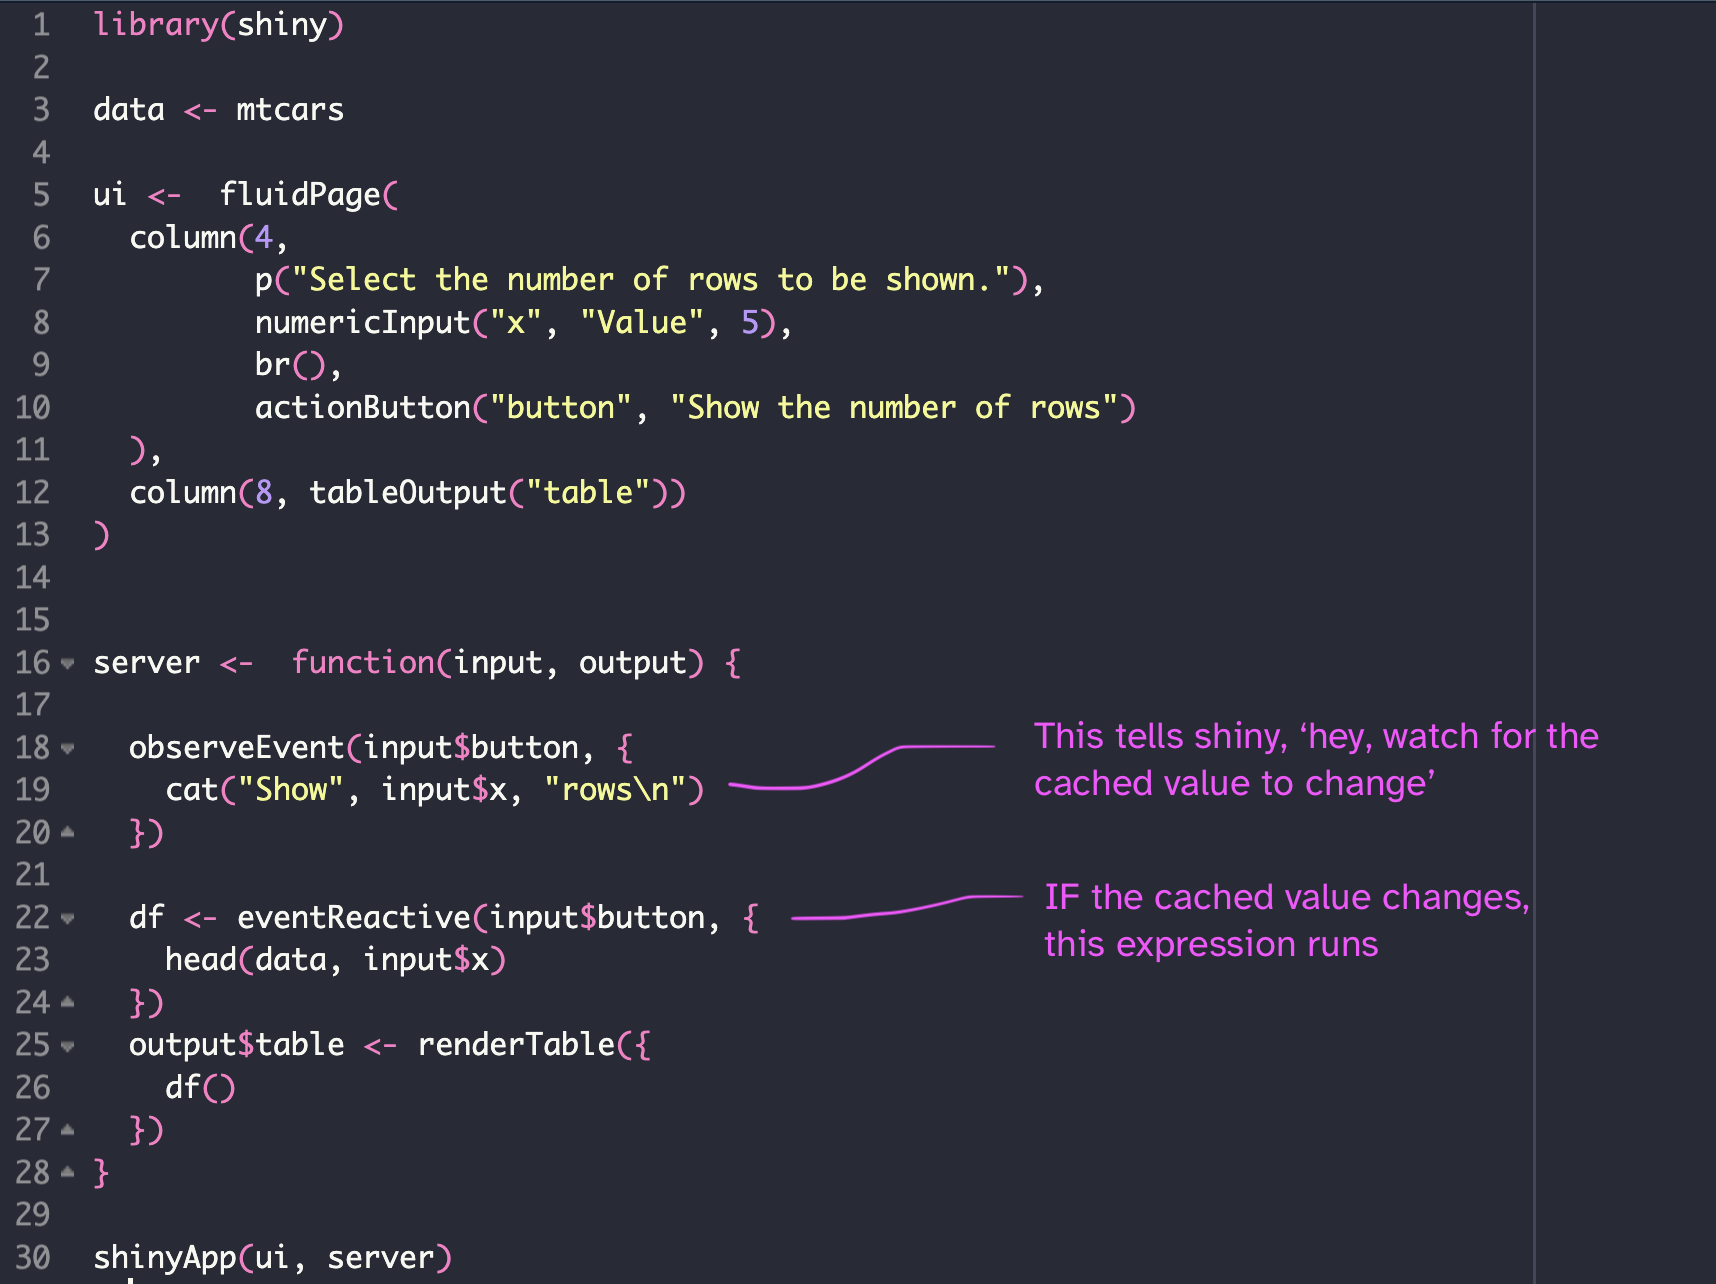 1 library(shiny)
2
3 data <- mtcars
4
5 ui <-  fluidPage(
6   column(4,
7          p("Select the number of rows to be shown."),
8          numericInput("x", "Value", 5),
9          br(),
10          actionButton("button", "Show the number of rows")
11   ),
12   column(8, tableOutput("table"))
13 )
14
15
16 server <-  function(input, output) {
17
18   observeEvent(input$button, {
19     cat("Show", input$x, "rows\n")
20   })
This tells shiny, ‘hey, watch for the
cached value to change’
21
22   df <- eventReactive(input$button, {
23     head(data, input$x)
24   })
IF the cached value changes,
this expression runs
25   output$table <- renderTable({
26     df()
27   })
28 }
29
30 shinyApp(ui, server)